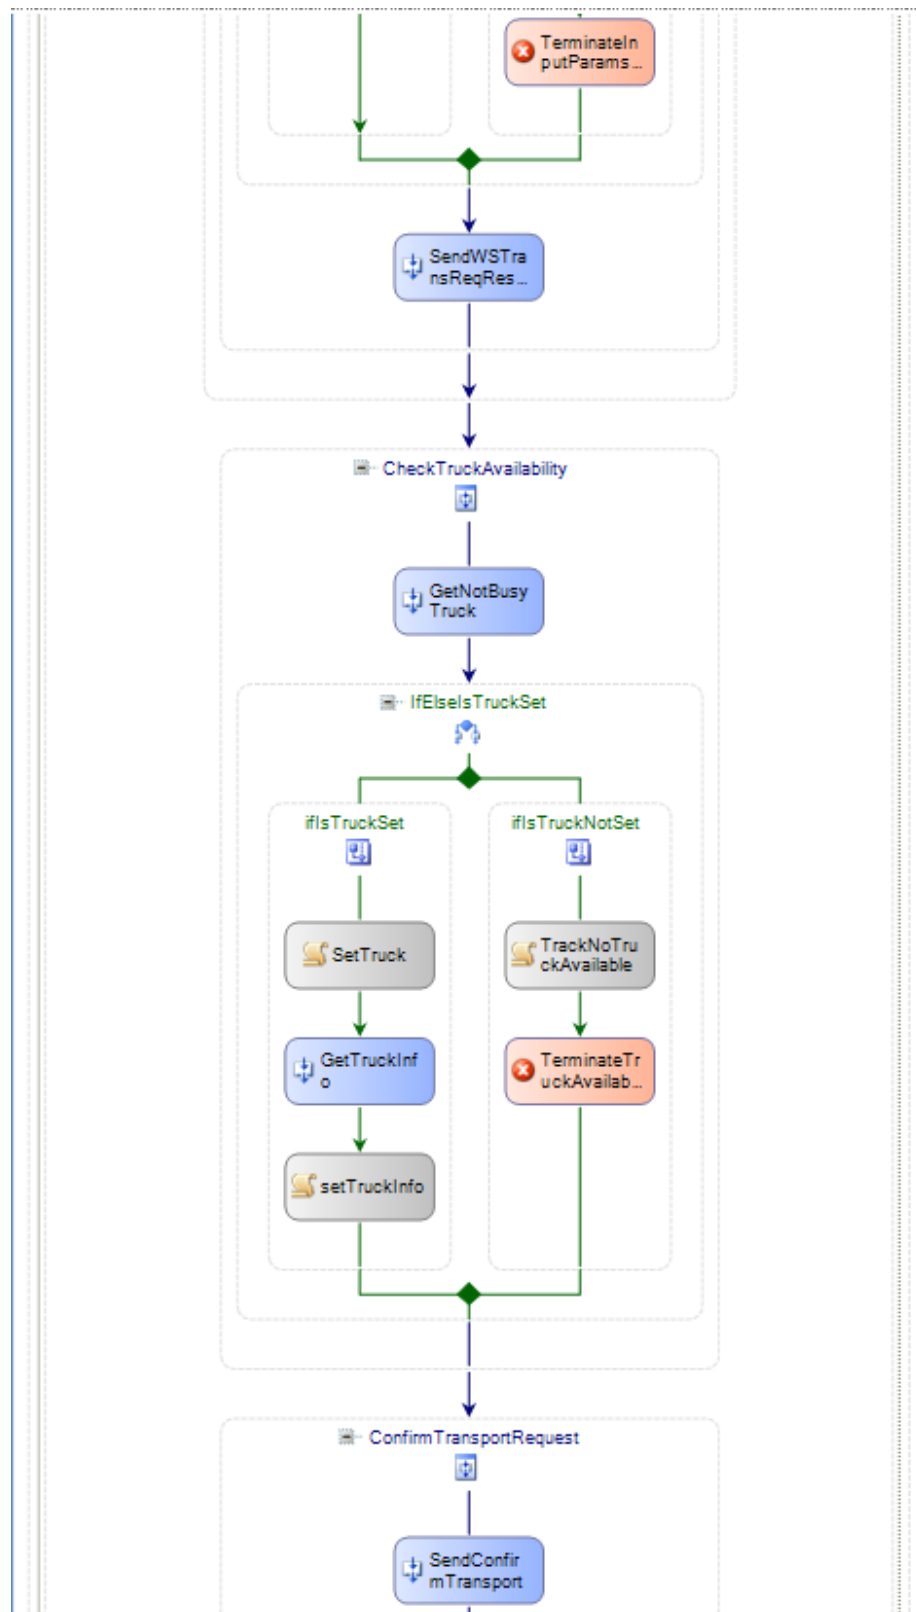 TerminateIn
putParams...
SendWSTra
nsReqRes...
CheckTruckAvailability
GetNotBusy
Truck
IfElseIsTruckSet
ifIsTruckSet
ifIsTruckNotSet
SetTruck
TrackNoTru
ckAvailable
GetTruckInf
o
TerminateTr
uckAvailab...
setTruckInfo
ConfirmTransportRequest
SendConfir
mTransport